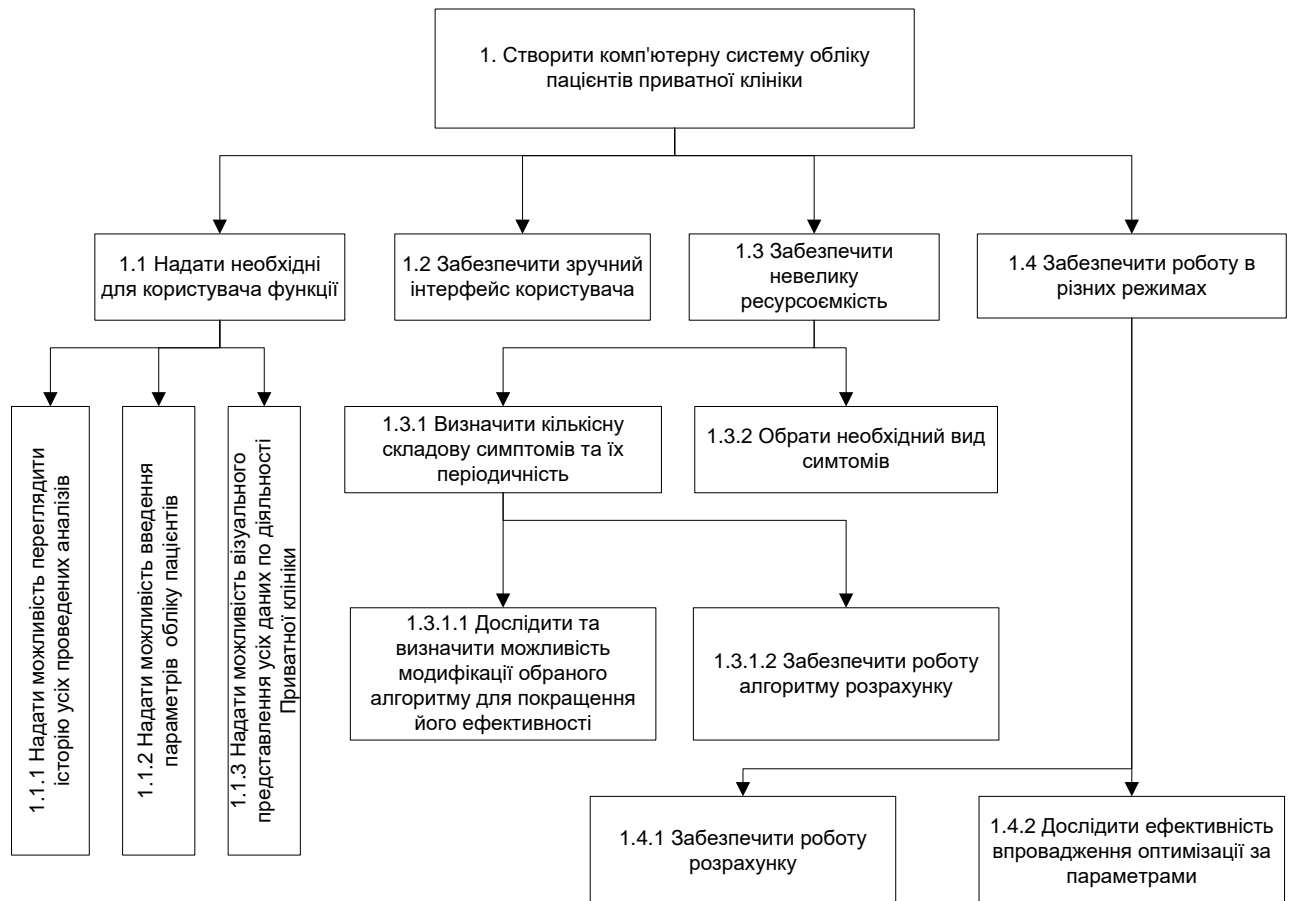 1. Створити комп'ютерну систему обліку
пацієнтів приватної клініки
1.1 Надати необхідні
для користувача функції
1.2 Забезпечити зручний
інтерфейс користувача
1.3 Забезпечити
невелику
ресурсоємкість
1.4 Забезпечити роботу в
різних режимах
1.1.1 Надати можливість переглядити
історію усіх проведених аналізів
1.1.2 Надати можливість введення
параметрів обліку пацієнтів
1.1.3 Надати можливість візуального
представлення усіх даних по діяльності
Приватної клініки
1.3.1 Визначити кількісну
складову симптомів та їх
періодичність
1.3.2 Обрати необхідний вид
симтомів
1.3.1.1 Дослідити та
визначити можливість
модифікації обраного
алгоритму для покращення
його ефективності
1.3.1.2 Забезпечити роботу
алгоритму розрахунку
1.4.1 Забезпечити роботу
розрахунку
1.4.2 Дослідити ефективність
впровадження оптимізації за
параметрами